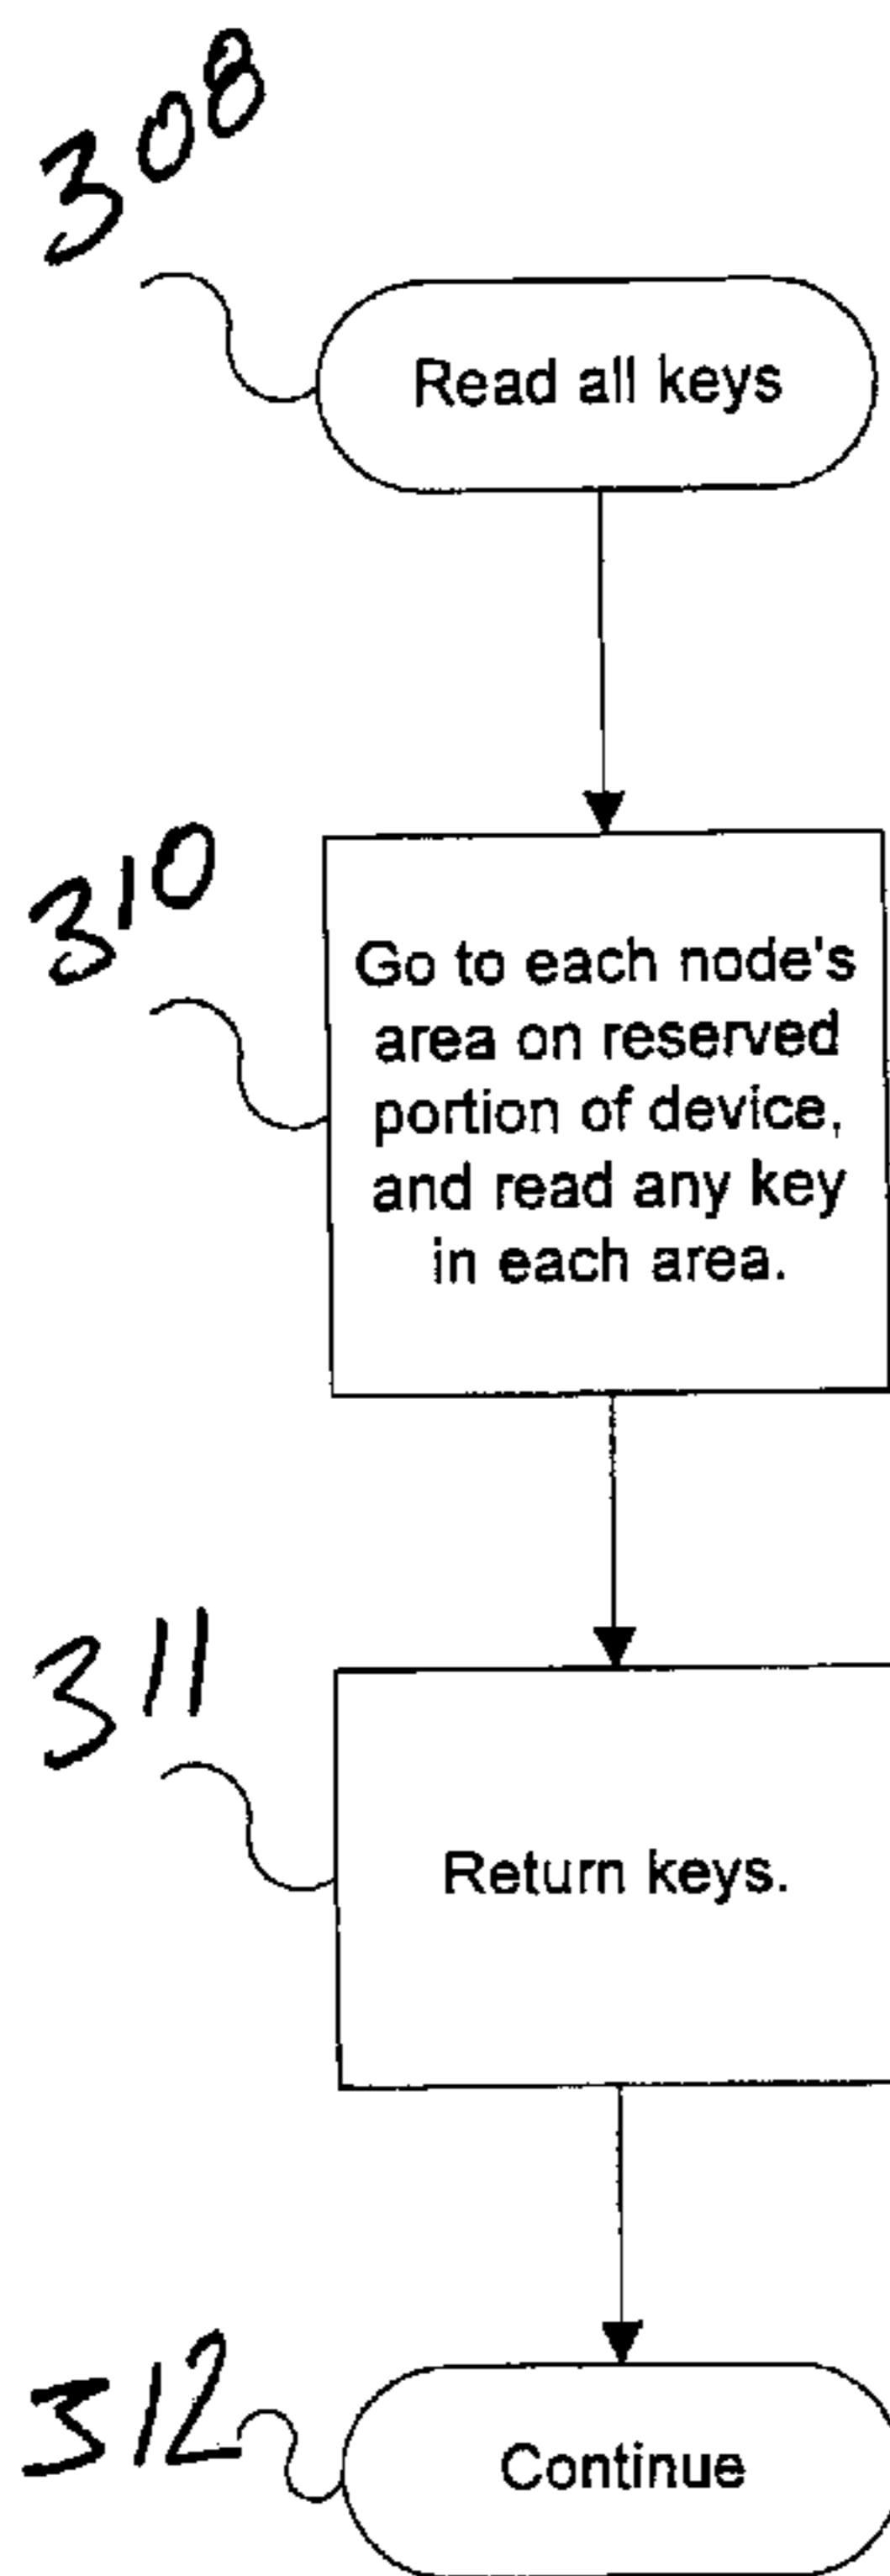 308
Read all keys
310
Go to each node's
area on reserved
portion of device,
and read any key
in each area.
311
Return keys.
312
Continue